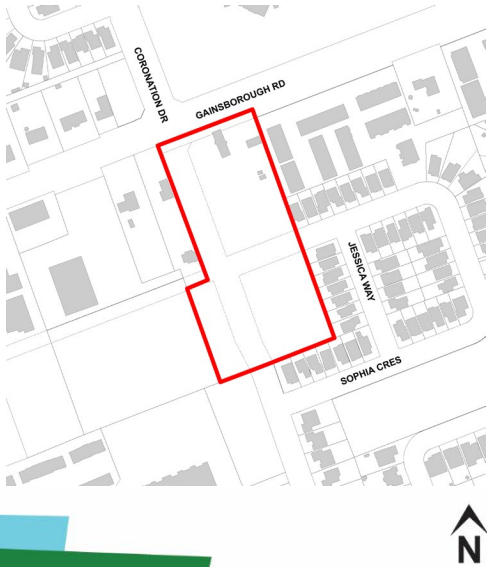 CORONATION DR
GAINSBOROUGH RD
JESSICA WAY
SOPHIA CRES
N